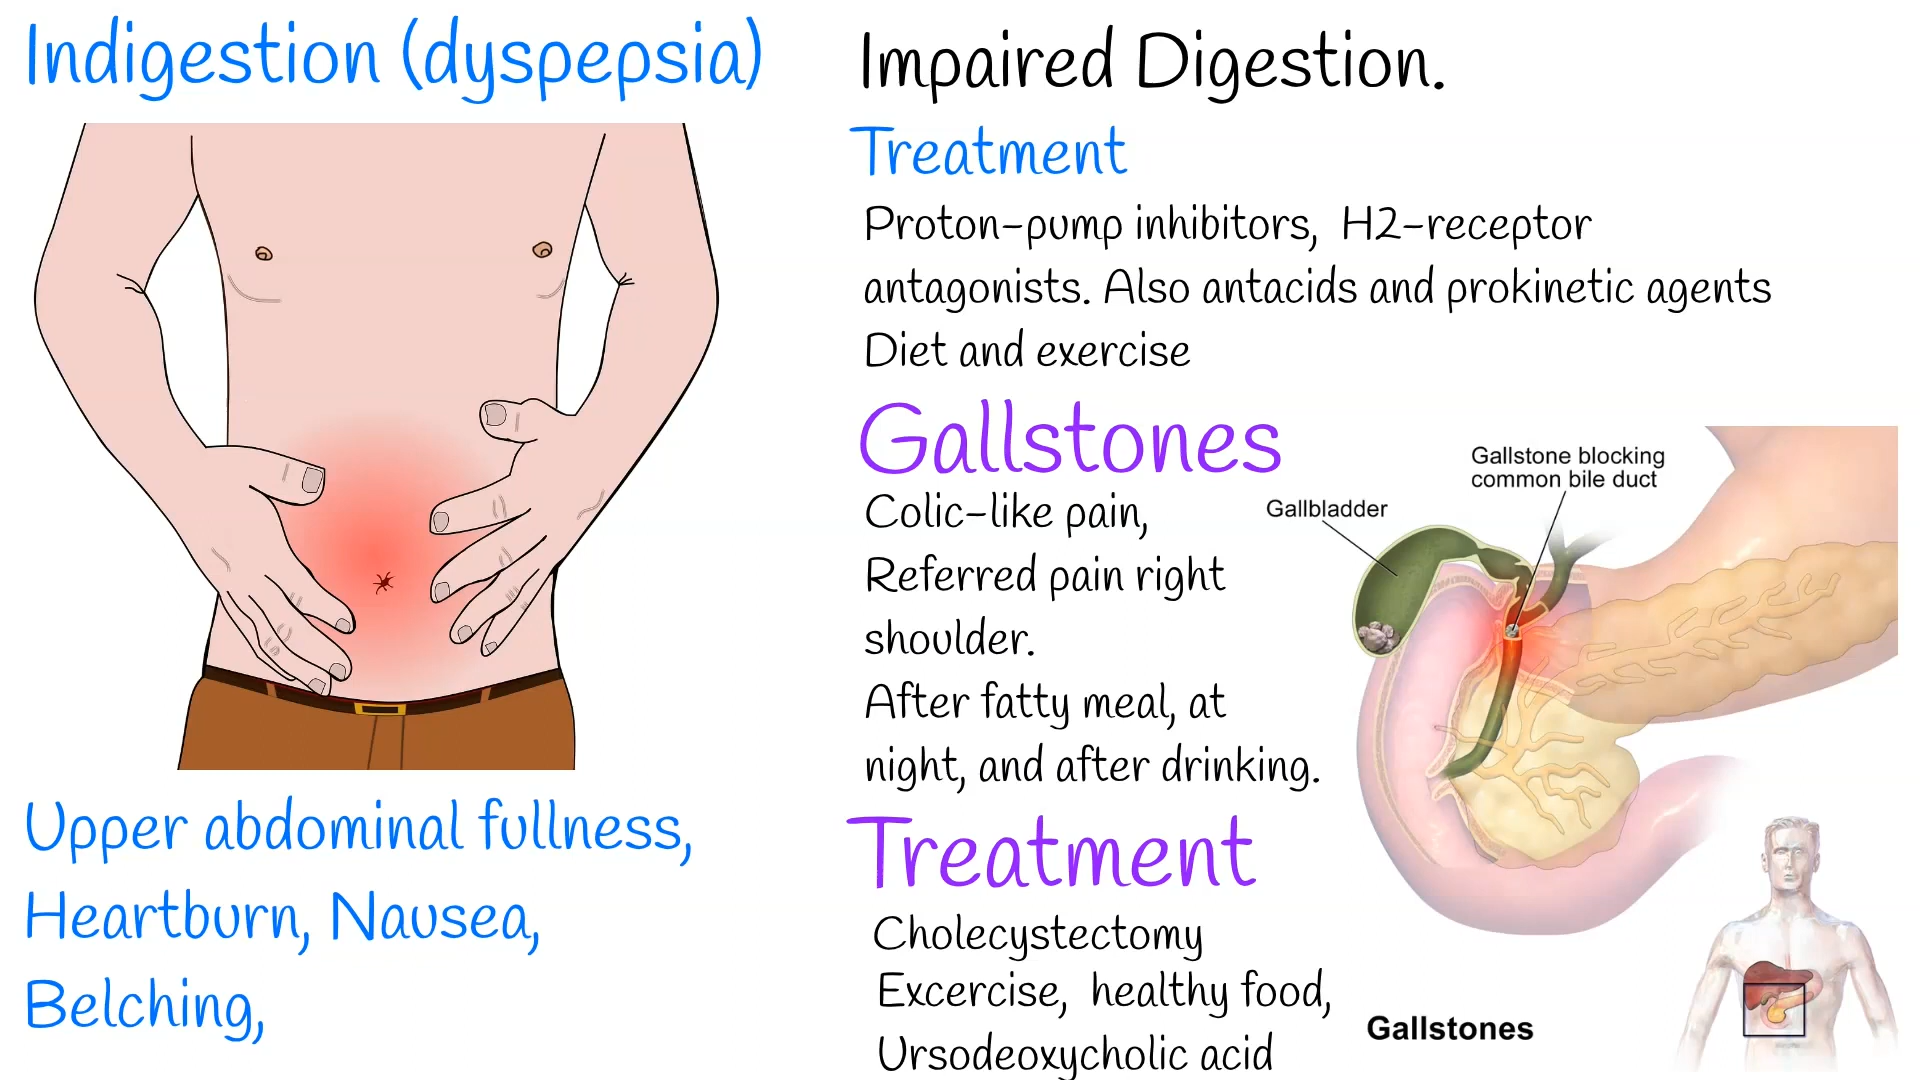 Indigestion (dyspepsia)
Upper abdominal fullness,
Heartburn, Nausea,
Belching,
Impaired Digestion.
Treatment
Proton-pump inhibitors, H2-receptor
antagonists. Also antacids and prokinetic agents
Diet and exercise
Gallstones
Colic-like pain,
Referred pain right
shoulder.
After fatty meal, at
night, and after drinking.
Treatment
Cholecystectomy
Excercise, healthy food,
Ursodeoxycholic acid
Gallstone blocking
common bile duct
Gallbladder
Gallstones